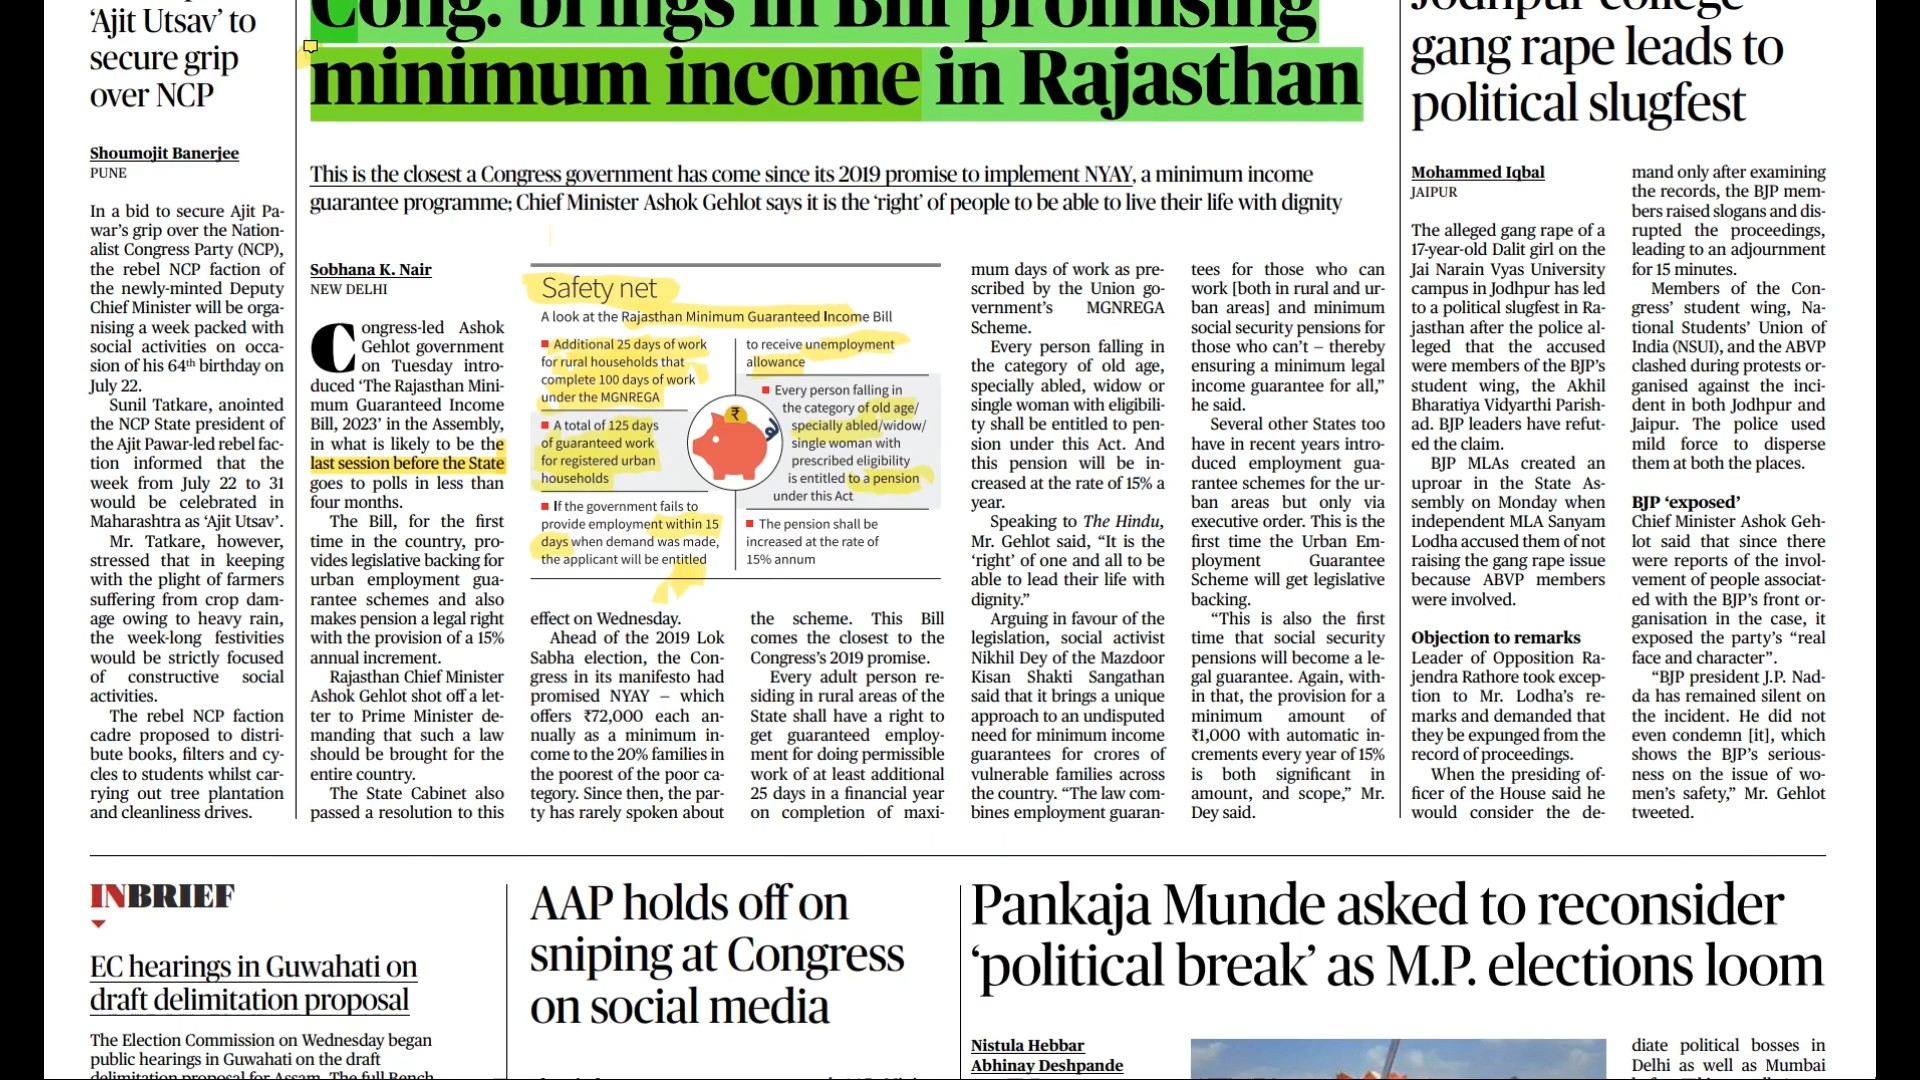 ‘Ajit Utsav’ to
secure grip
over NCP
Shoumojit Banerjee
PUNE
In a bid to secure Ajit Pa-
war’s grip over the Nation-
alist Congress Party (NCP),
the rebel NCP faction of
the newly-minted Deputy
Chief Minister will be orga-
nising a week packed with
social activities on occa-
sion of his 64th birthday on
July 22.
Sunil Tatkare, anointed
the NCP State president of
the Ajit Pawar-led rebel fac-
tion informed that the
week from July 22 to 31
would be celebrated in
Maharashtra as ‘Ajit Utsav’.
Mr. Tatkare, however,
stressed that in keeping
with the plight of farmers
suffering from crop dam-
age owing to heavy rain,
the week-long festivities
would be strictly focused
of constructive social
activities.
The rebel NCP faction
cadre proposed to distri-
bute books, filters and cy-
cles to students whilst car-
rying out tree plantation
and cleanliness drives.
Cong. brings in Bill promising
minimum income in Rajasthan
This is the closest a Congress government has come since its 2019 promise to implement NYAY, a minimum income
guarantee programme; Chief Minister Ashok Gehlot says it is the ‘right’ of people to be able to live their life with dignity
Sobhana K. Nair
NEW DELHI
Congress-led Ashok
Gehlot government
on Tuesday intro-
duced ‘The Rajasthan Mini-
mum Guaranteed Income
Bill, 2023’ in the Assembly,
in what is likely to be the
last session before the State
goes to polls in less than
four months.
The Bill, for the first
time in the country, pro-
vides legislative backing for
urban employment gua-
rantee schemes and also
makes pension a legal right
with the provision of a 15%
annual increment.
Rajasthan Chief Minister
Ashok Gehlot shot off a let-
ter to Prime Minister de-
manding that such a law
should be brought for the
entire country.
The State Cabinet also
passed a resolution to this
Safety net
A look at the Rajasthan Minimum Guaranteed Income Bill
Additional 25 days of work
for rural households that
complete 100 days of work
under the MGNREGA
A total of 125 days
of guaranteed work
for registered urban
households
If the government fails to
provide employment within 15
days when demand was made,
the applicant will be entitled
to receive unemployment
allowance
Every person falling in
the category of old age/
specially abled/widow/
single woman with
prescribed eligibility
is entitled to a pension
under this Act
The pension shall be
increased at the rate of
15% annum
₹
effect on Wednesday.
Ahead of the 2019 Lok
Sabha election, the Con-
gress in its manifesto had
promised NYAY – which
offers ₹72,000 each an-
nually as a minimum in-
come to the 20% families in
the poorest of the poor ca-
tegory. Since then, the par-
ty has rarely spoken about
the scheme. This Bill
comes the closest to the
Congress’s 2019 promise.
Every adult person re-
siding in rural areas of the
State shall have a right to
get guaranteed employ-
ment for doing permissible
work of at least additional
25 days in a financial year
on completion of maxi-
mum days of work as pre-
scribed by the Union go-
vernment’s MGNREGA
Scheme.
Every person falling in
the category of old age,
specially abled, widow or
single woman with eligibili-
ty shall be entitled to pen-
sion under this Act. And
this pension will be in-
creased at the rate of 15% a
year.
Speaking to The Hindu,
Mr. Gehlot said, “It is the
‘right’ of one and all to be
able to lead their life with
dignity.”
Arguing in favour of the
legislation, social activist
Nikhil Dey of the Mazdoor
Kisan Shakti Sangathan
said that it brings a unique
approach to an undisputed
need for minimum income
guarantees for crores of
vulnerable families across
the country. “The law com-
bines employment guaran-
tees for those who can
work [both in rural and ur-
ban areas] and minimum
social security pensions for
those who can’t – thereby
ensuring a minimum legal
income guarantee for all,”
he said.
Several other States too
have in recent years intro-
duced employment gua-
rantee schemes for the ur-
ban areas but only via
executive order. This is the
first time the Urban Em-
ployment Guarantee
Scheme will get legislative
backing.
“This is also the first
time that social security
pensions will become a le-
gal guarantee. Again, with-
in that, the provision for a
minimum amount of
₹1,000 with automatic in-
crements every year of 15%
is both significant in
amount, and scope,” Mr.
Dey said.
Jodhpur college
gang rape leads to
political slugfest
Mohammed Iqbal
JAIPUR
The alleged gang rape of a
17-year-old Dalit girl on the
Jai Narain Vyas University
campus in Jodhpur has led
to a political slugfest in Ra-
jasthan after the police al-
leged that the accused
were members of the BJP’s
student wing, the Akhil
Bharatiya Vidyarthi Parish-
ad. BJP leaders have refut-
ed the claim.
BJP MLAs created an
uproar in the State As-
sembly on Monday when
independent MLA Sanyam
Lodha accused them of not
raising the gang rape issue
because ABVP members
were involved.
Objection to remarks
Leader of Opposition Ra-
jendra Rathore took excep-
tion to Mr. Lodha’s re-
marks and demanded that
they be expunged from the
record of proceedings.
When the presiding of-
ficer of the House said he
would consider the de-
mand only after examining
the records, the BJP mem-
bers raised slogans and dis-
rupted the proceedings,
leading to an adjournment
for 15 minutes.
Members of the Con-
gress’ student wing, Na-
tional Students’ Union of
India (NSUI), and the ABVP
clashed during protests or-
ganised against the inci-
dent in both Jodhpur and
Jaipur. The police used
mild force to disperse
them at both the places.
BJP ‘exposed’
Chief Minister Ashok Geh-
lot said that since there
were reports of the invol-
vement of people associat-
ed with the BJP’s front or-
ganisation in the case, it
exposed the party’s “real
face and character”.
“BJP president J.P. Nad-
da has remained silent on
the incident. He did not
even condemn [it], which
shows the BJP’s serious-
ness on the issue of wo-
men’s safety,” Mr. Gehlot
tweeted.
INBRIEF
EC hearings in Guwahati on
draft delimitation proposal
The Election Commission on Wednesday began
public hearings in Guwahati on the draft
delimitation proposal for Assam. The full Bench
AAP holds off on
sniping at Congress
on social media
Pankaja Munde asked to reconsider
‘political break’ as M.P. elections loom
Nistula Hebbar
Abhinay Deshpande
diate political bosses in
Delhi as well as Mumbai